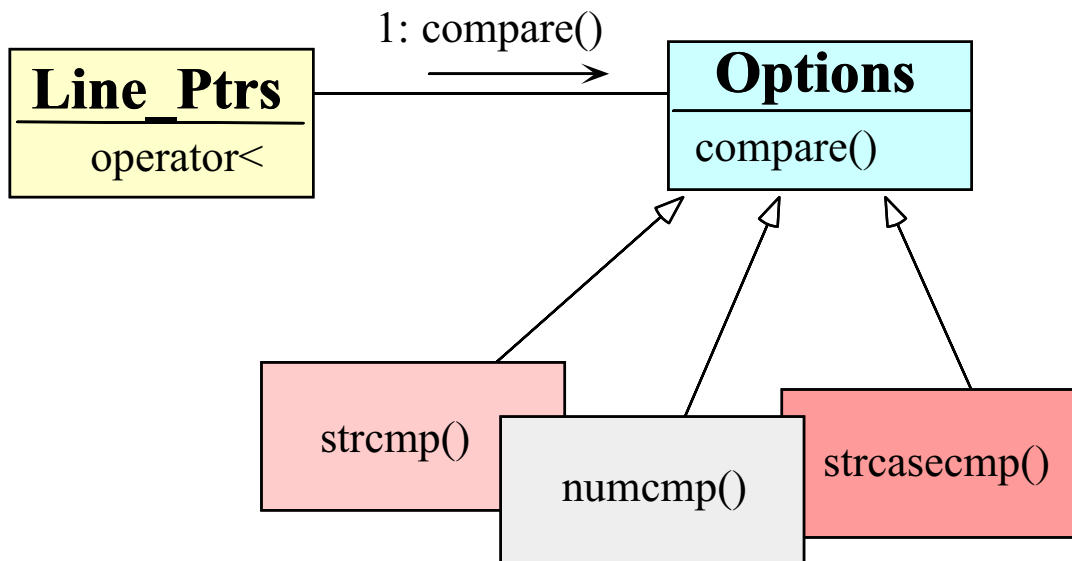 1: compare()
Line_Ptrs
operator<
Options
compare()
strcmp()
numcmp()
strcasecmp()